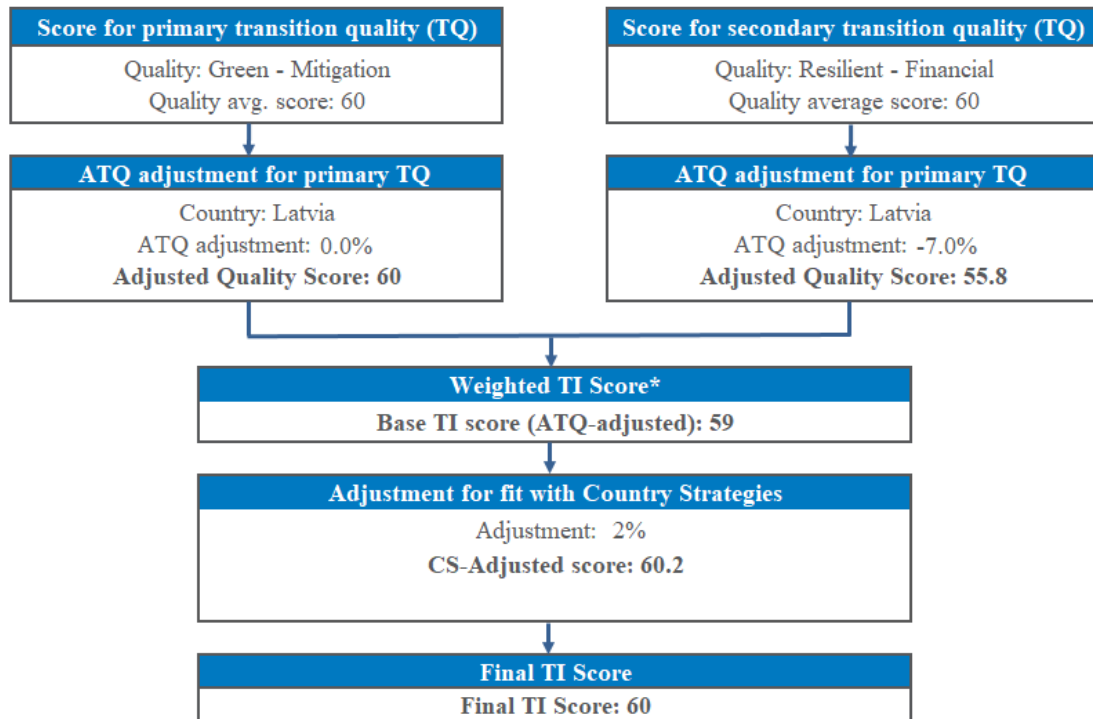 Score for primary transition quality (TQ)
Quality: Green - Mitigation
Quality avg. score: 60
Score for secondary transition quality (TQ)
Quality: Resilient - Financial
Quality average score: 60
ATQ adjustment for primary TQ
Country: Latvia
ATQ adjustment: 0.0%
Adjusted Quality Score: 60
ATQ adjustment for primary TQ
Country: Latvia
ATQ adjustment: -7.0%
Adjusted Quality Score: 55.8
Weighted TI Score*
Base TI score (ATQ-adjusted): 59
Adjustment for fit with Country Strategies
Adjustment: 2%
CS-Adjusted score: 60.2
Final TI Score
Final TI Score: 60